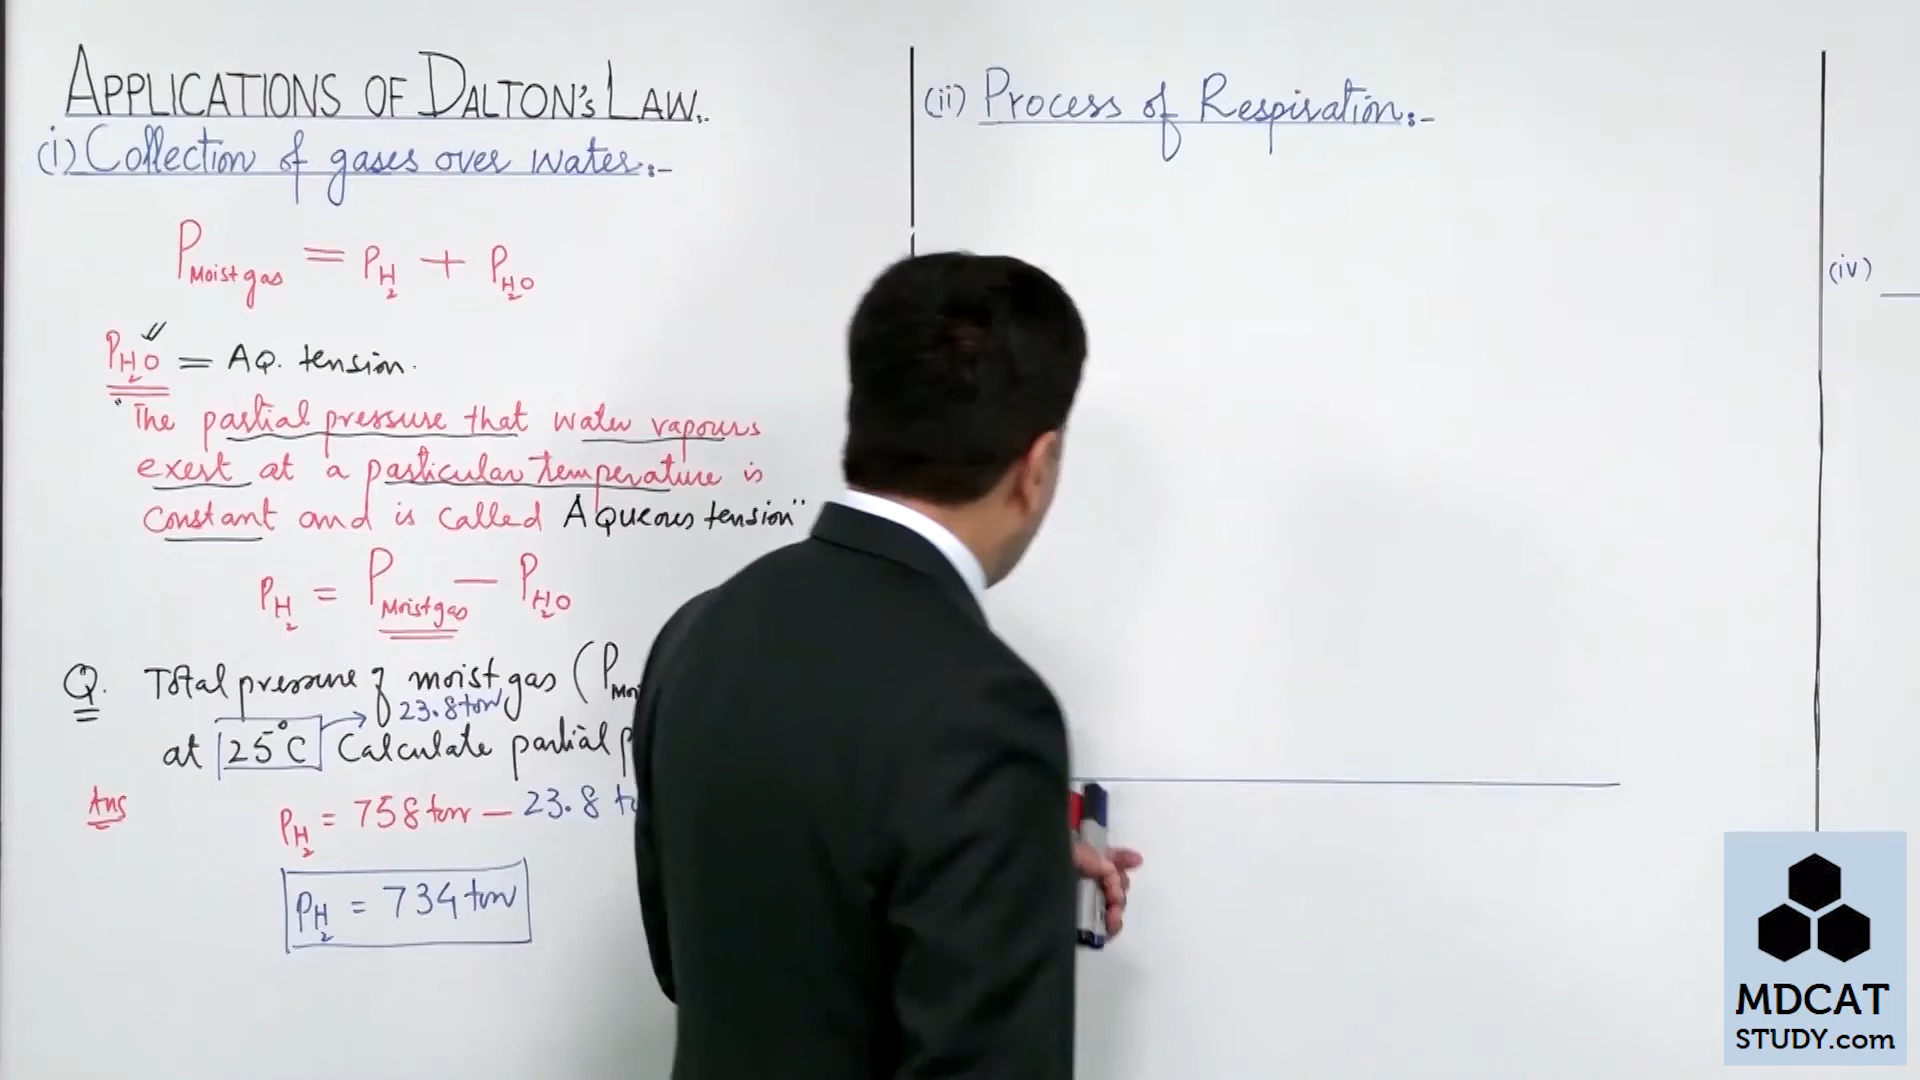 APPLICATIONS OF DALTON'S LAW.
(i) Collection of gases over water:-
P Moist gas = P H2 + P H2O
P H2O = AQ. tension.
"The partial pressure that water vapours
exert at a particular temperature is
constant and is called Aqueous tension"
P H2 = P Moist gas - P H2O
Q. Total pressure of moist gas (P Moi
23.8 torr
at 25°C Calculate partial p
Ans
P H2 = 758 torr - 23.8 to
P H2 = 734 torr
(ii) Process of Respiration:-
(iv)
MDCAT
STUDY.com